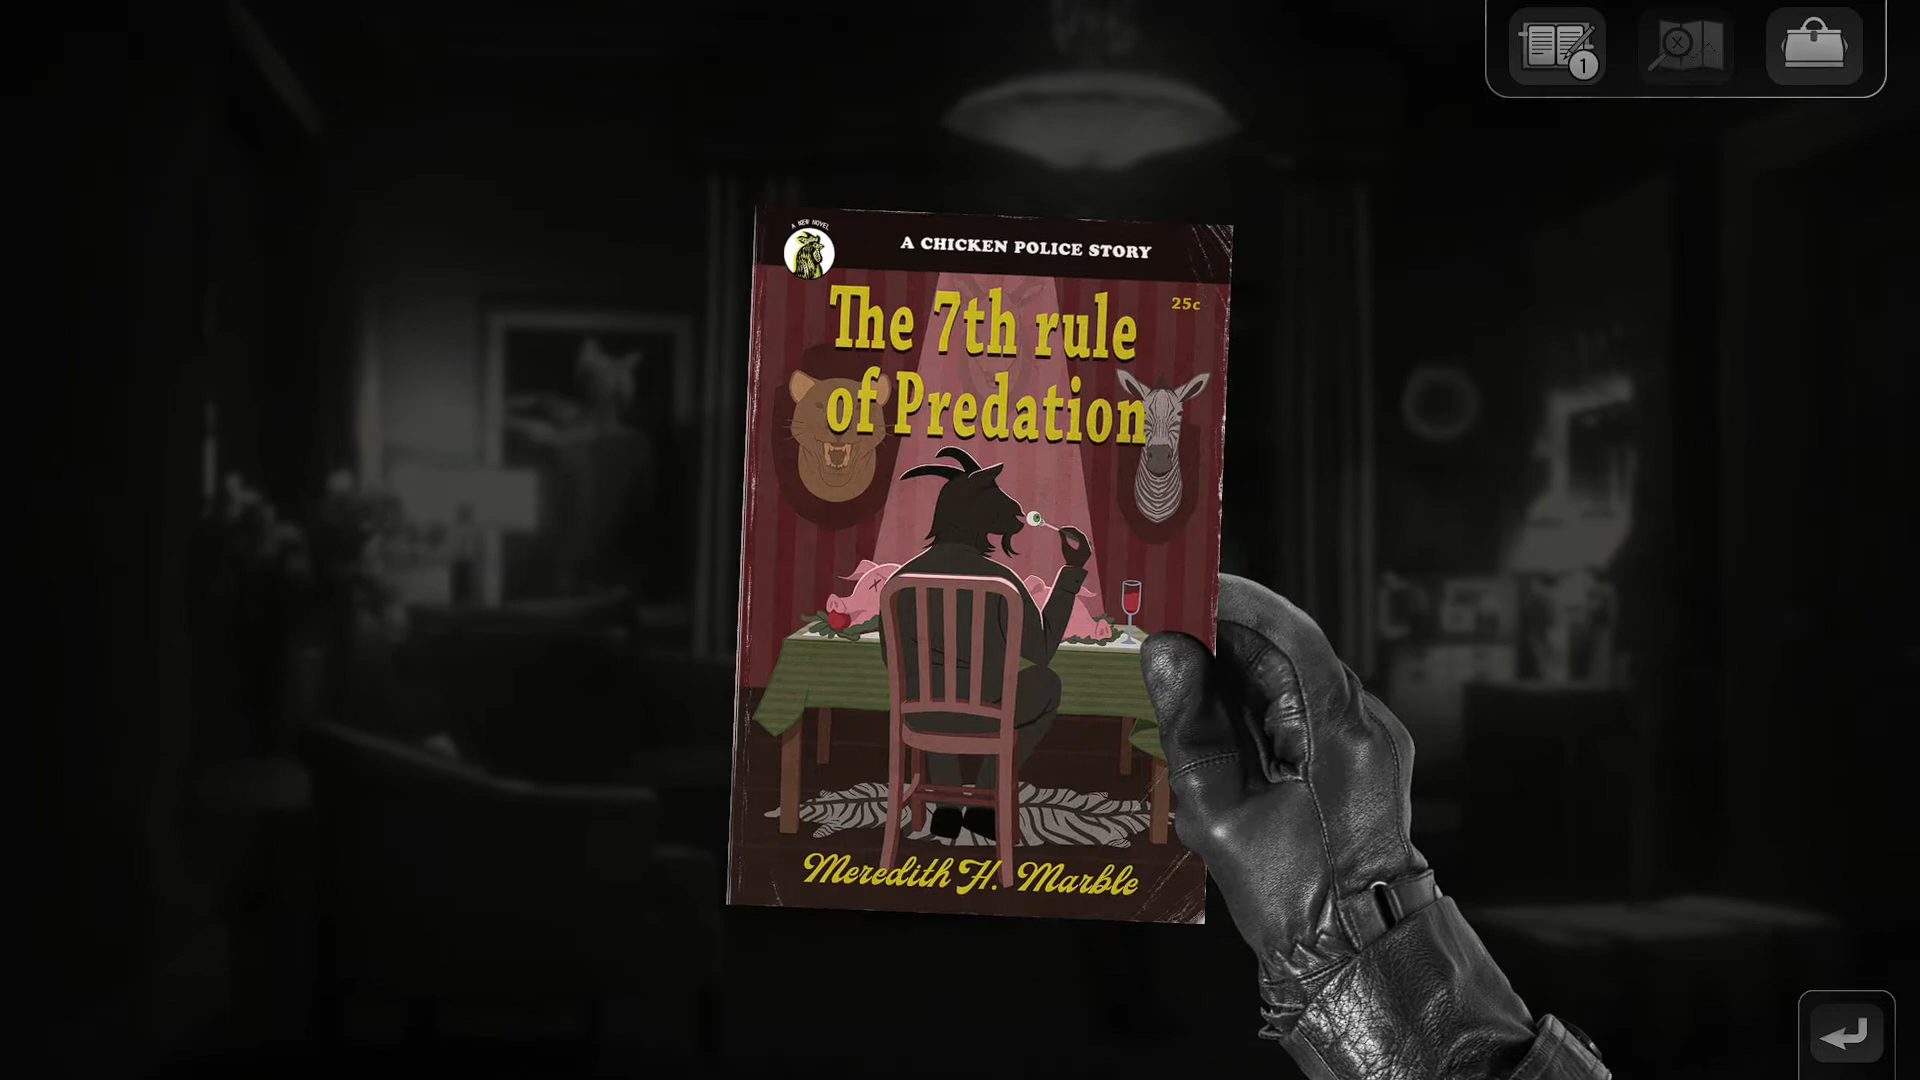 1
A NEW NOVEL
A CHICKEN POLICE STORY
25c
The 7th rule
of Predation
Meredith H. Marble